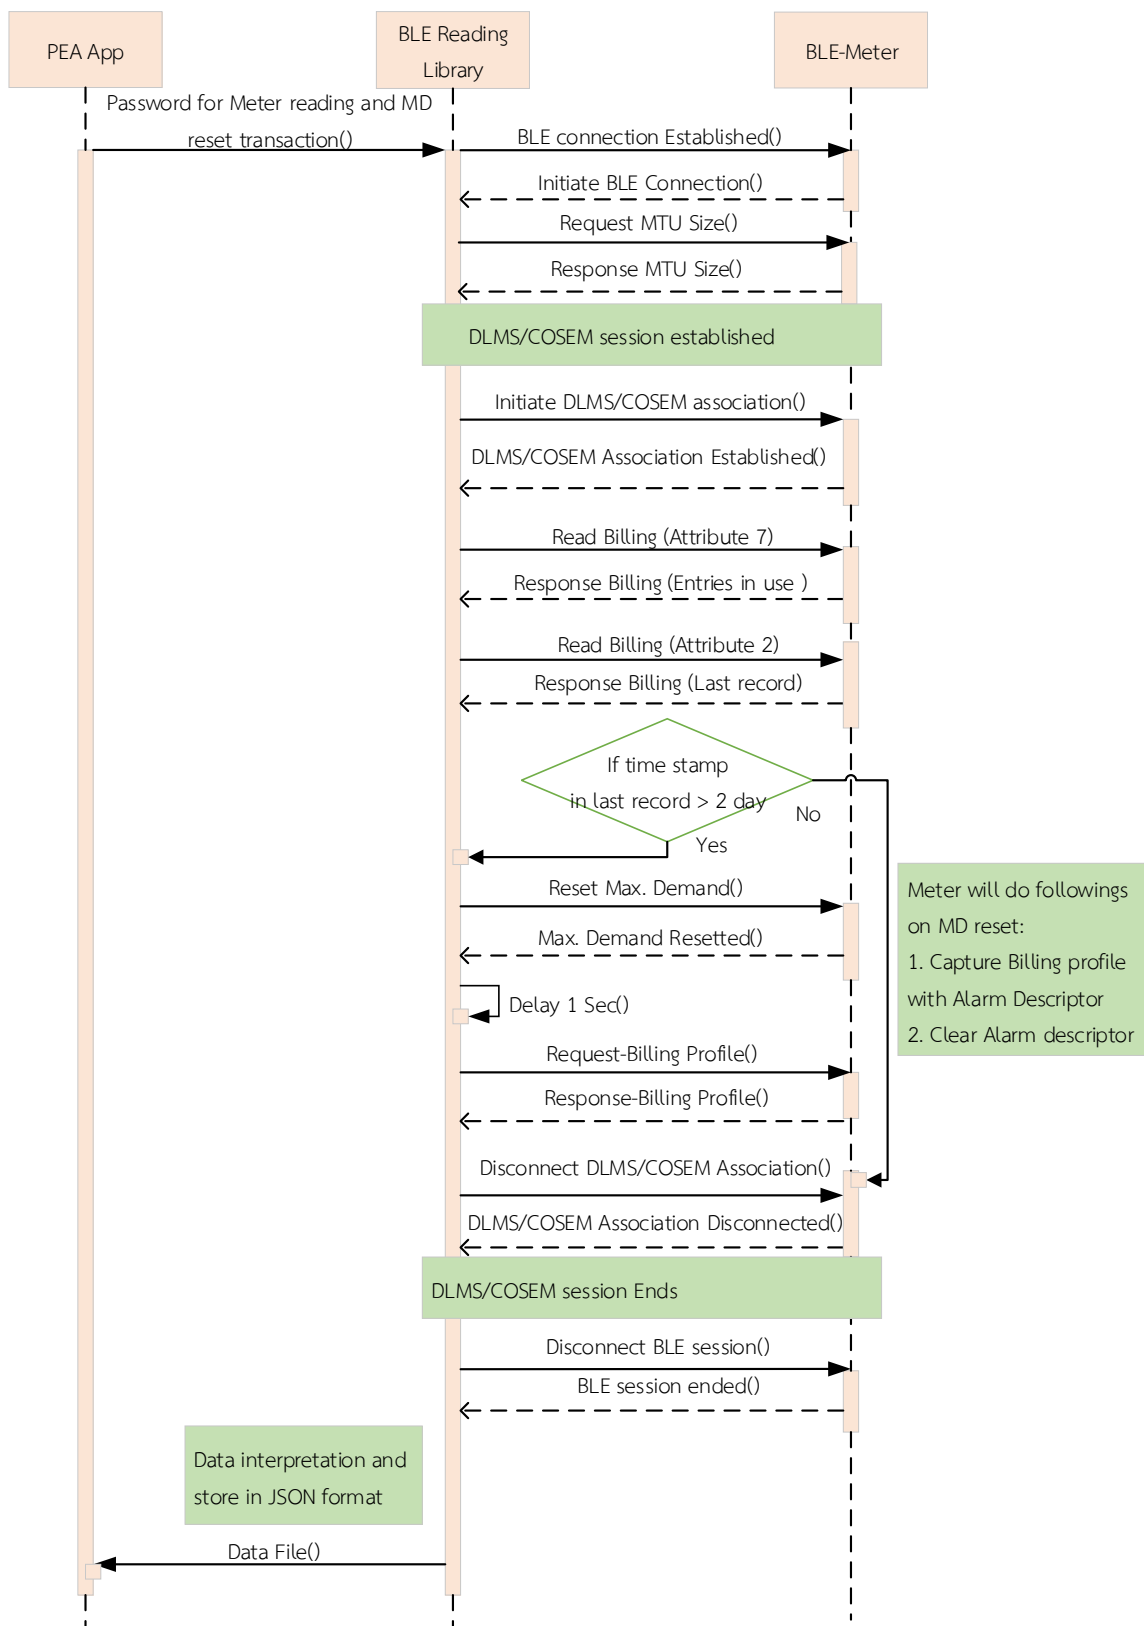 PEA App
BLE Reading
Library
BLE-Meter
Password for Meter reading and MD
reset transaction()
BLE connection Established()
Initiate BLE Connection()
Request MTU Size()
Response MTU Size()
DLMS/COSEM session established
Initiate DLMS/COSEM association()
DLMS/COSEM Association Established()
Read Billing (Attribute 7)
Response Billing (Entries in use )
Read Billing (Attribute 2)
Response Billing (Last record)
If time stamp
in last record > 2 day
No
Yes
Reset Max. Demand()
Max. Demand Resetted()
Delay 1 Sec()
Meter will do followings
on MD reset:
1. Capture Billing profile
with Alarm Descriptor
2. Clear Alarm descriptor
Request-Billing Profile()
Response-Billing Profile()
Disconnect DLMS/COSEM Association()
DLMS/COSEM Association Disconnected()
DLMS/COSEM session Ends
Disconnect BLE session()
BLE session ended()
Data interpretation and
store in JSON format
Data File()